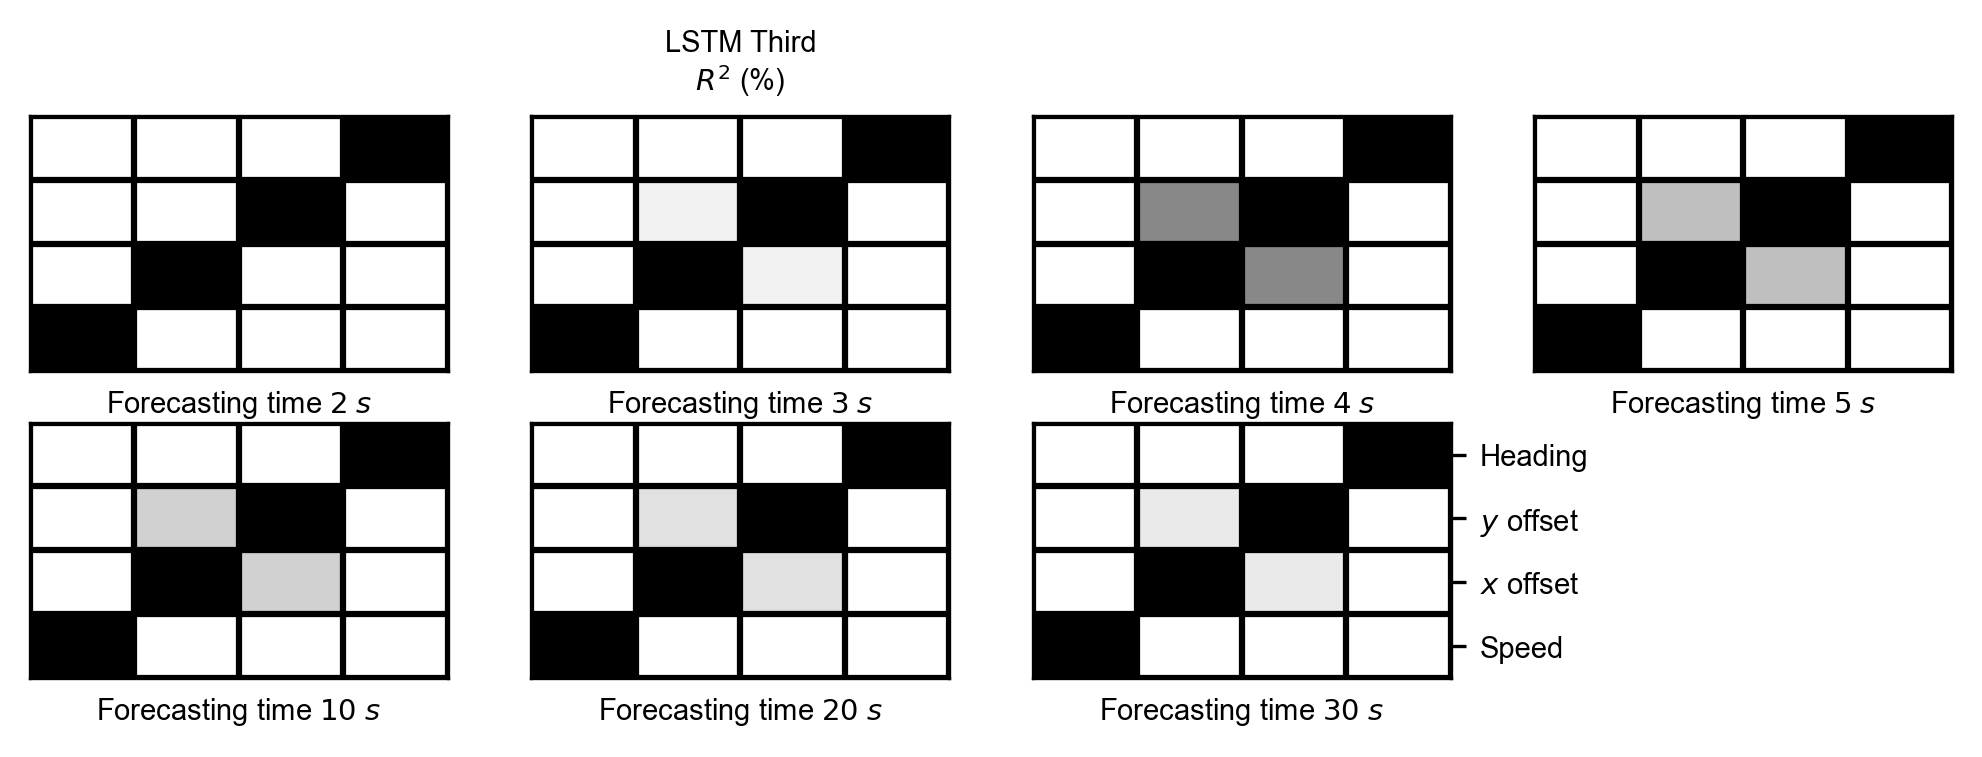 LSTM Third
R² (%)
Forecasting time 2 s
Forecasting time 3 s
Forecasting time 4 s
Forecasting time 5 s
Heading
y offset
x offset
Speed
Forecasting time 10 s
Forecasting time 20 s
Forecasting time 30 s